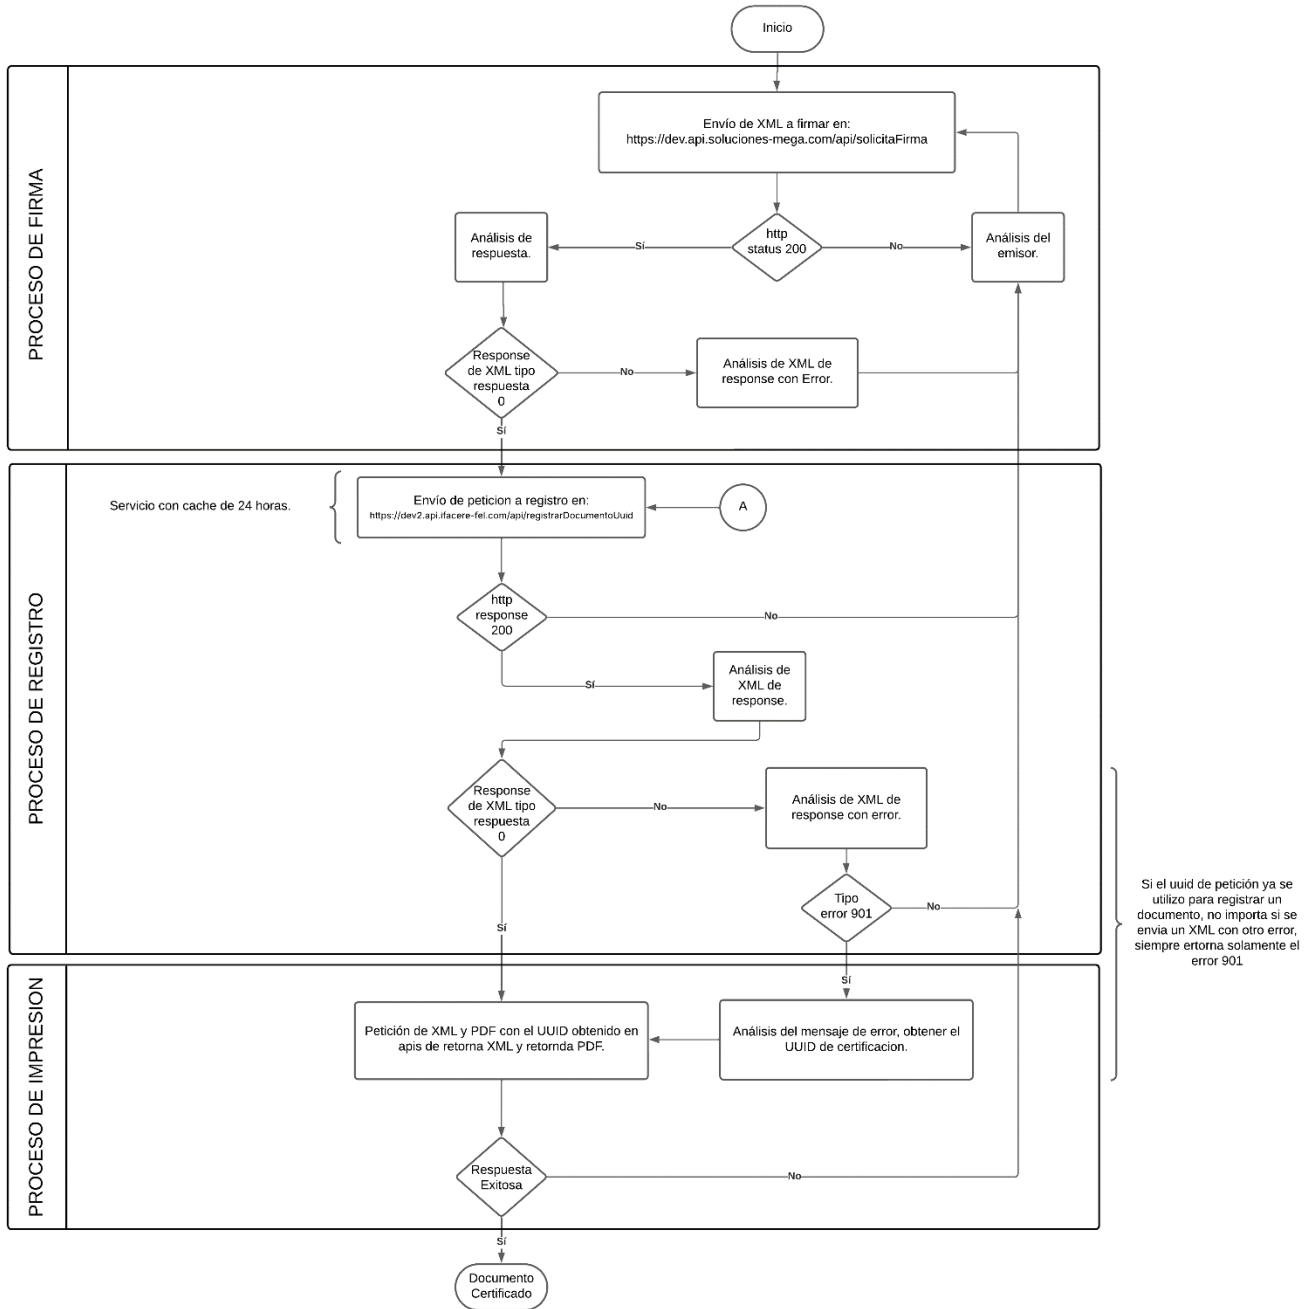 Inicio
PROCESO DE FIRMA
Envío de XML a firmar en:
https://dev.api.soluciones-mega.com/api/solicitaFirma
http
status 200
Sí
No
Análisis de
respuesta.
Análisis del
emisor.
Response
de XML tipo
respuesta
0
No
Análisis de XML de
response con Error.
Sí
PROCESO DE REGISTRO
Servicio con cache de 24 horas.
Envío de peticion a registro en:
https://dev2.api.ifacere-fel.com/api/registrarDocumentoUuid
A
http
response
200
No
Sí
Análisis de
XML de
response.
Response
de XML tipo
respuesta
0
No
Análisis de XML de
response con error.
Tipo
error 901
No
Sí
Si el uuid de petición ya se
utilizo para registrar un
documento, no importa si se
envia un XML con otro error,
siempre ertorna solamente el
error 901
PROCESO DE IMPRESION
Sí
Petición de XML y PDF con el UUID obtenido en
apis de retorna XML y retornda PDF.
Análisis del mensaje de error, obtener el
UUID de certificacion.
Respuesta
Exitosa
No
Sí
Documento
Certificado